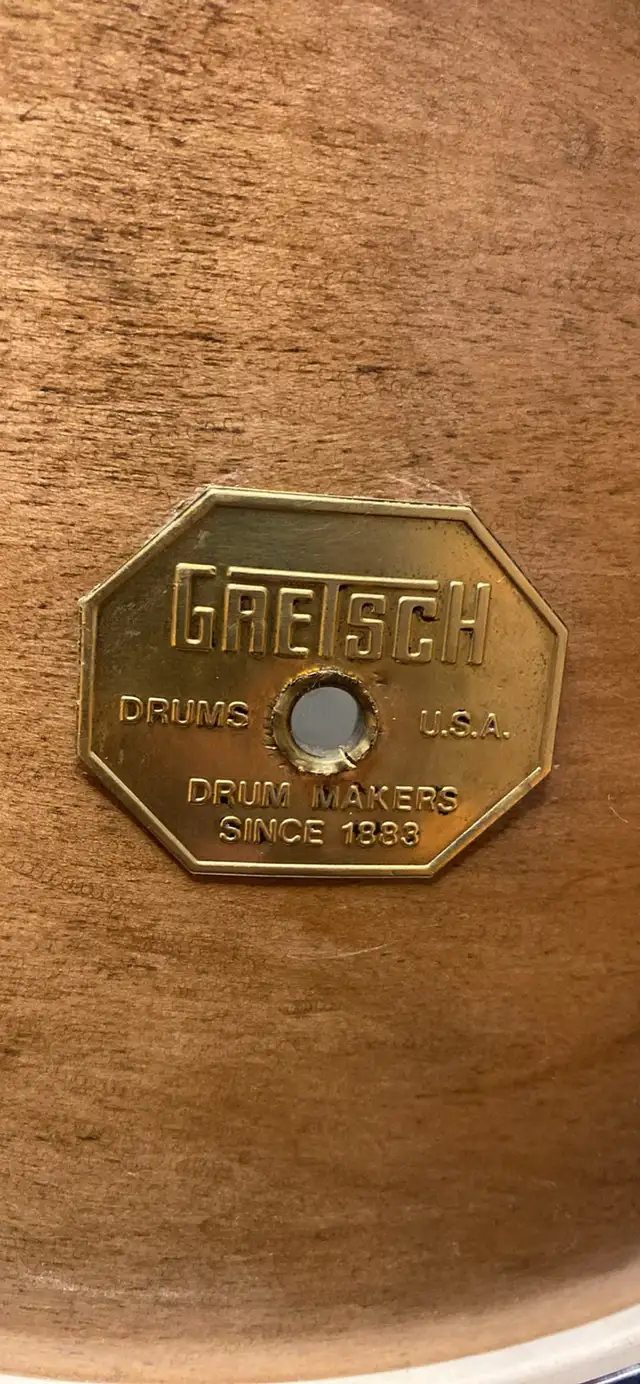 GRETSCH
DRUMS U.S.A.
DRUM MAKERS
SINCE 1883